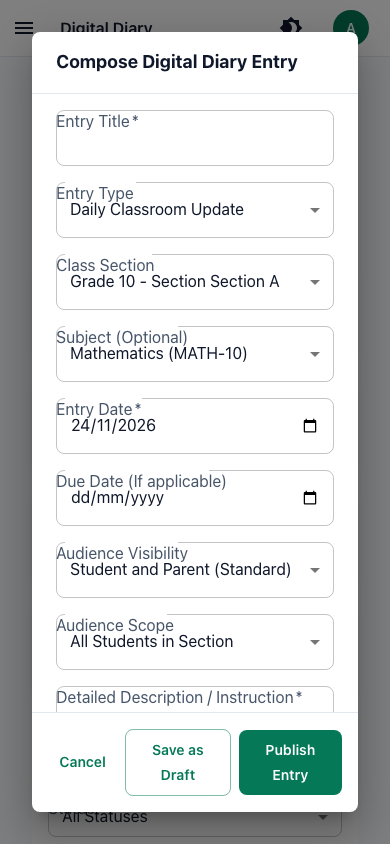 Digital Diary
A
Compose Digital Diary Entry
Entry Title *
Entry Type
Daily Classroom Update
Class Section
Grade 10 - Section Section A
Subject (Optional)
Mathematics (MATH-10)
Entry Date *
24/11/2026
Due Date (If applicable)
dd/mm/yyyy
Audience Visibility
Student and Parent (Standard)
Audience Scope
All Students in Section
Detailed Description / Instruction *
Cancel
Save as
Draft
Publish
Entry
All Statuses